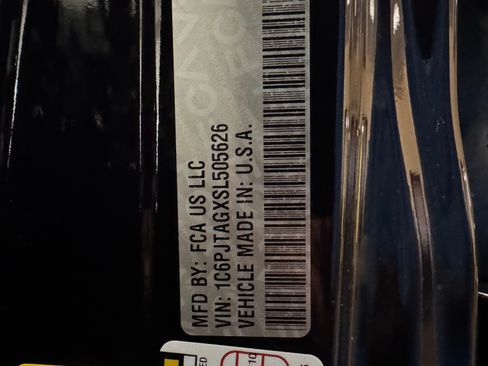 MFD BY: FCA US LLC
VIN: 1C6PJTAGXSL505626
VEHICLE MADE IN: U.S.A.